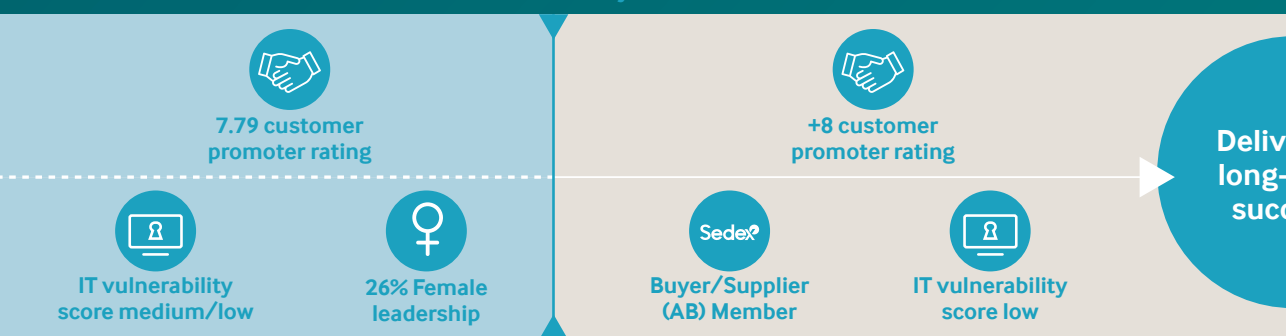 7.79 customer
promoter rating
+8 customer
promoter rating
IT vulnerability
score medium/low
26% Female
leadership
Sedex
Buyer/Supplier
(AB) Member
IT vulnerability
score low